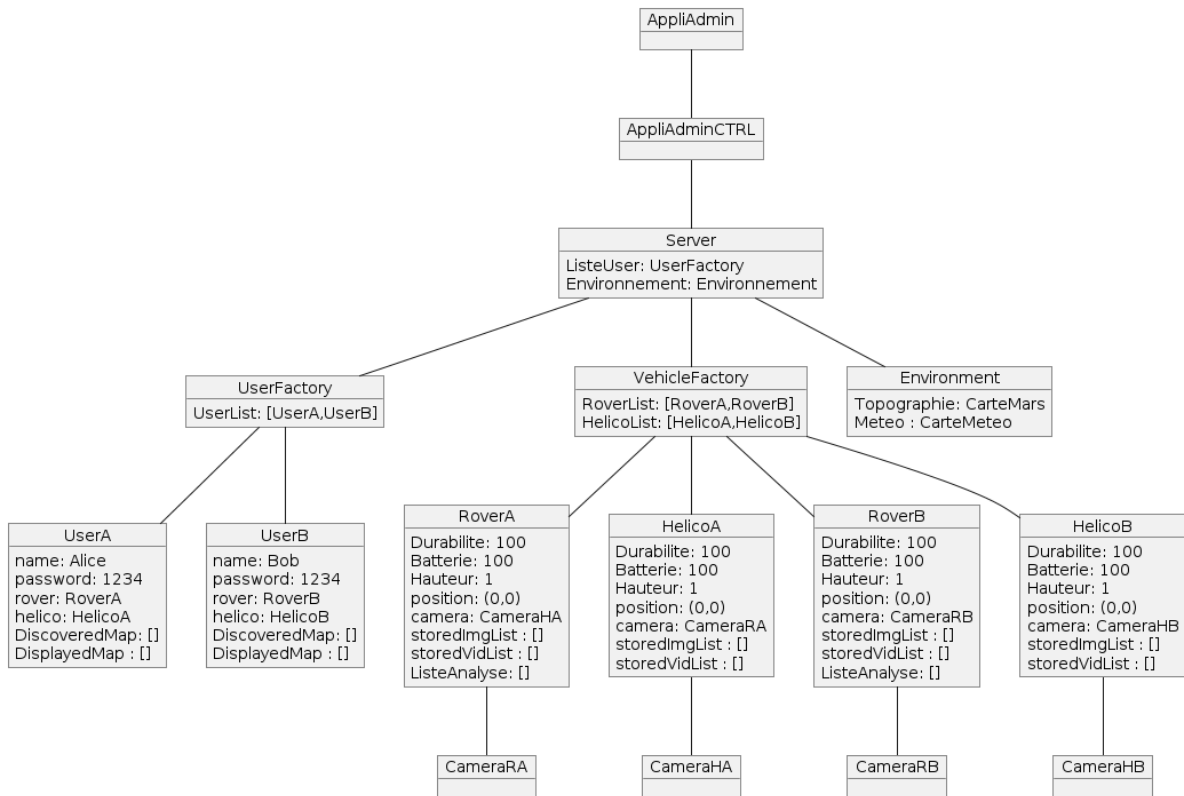 AppliAdmin
AppliAdminCTRL
Server
ListeUser: UserFactory
Environnement: Environnement
UserFactory
UserList: [UserA,UserB]
VehicleFactory
RoverList: [RoverA,RoverB]
HelicoList: [HelicoA,HelicoB]
Environment
Topographie: CarteMars
Meteo : CarteMeteo
UserA
name: Alice
password: 1234
rover: RoverA
helico: HelicoA
DiscoveredMap: []
DisplayedMap : []
UserB
name: Bob
password: 1234
rover: RoverB
helico: HelicoB
DiscoveredMap: []
DisplayedMap : []
RoverA
Durabilite: 100
Batterie: 100
Hauteur: 1
position: (0,0)
camera: CameraHA
storedImgList : []
storedVidList : []
ListeAnalyse: []
HelicoA
Durabilite: 100
Batterie: 100
Hauteur: 1
position: (0,0)
camera: CameraRA
storedImgList : []
storedVidList : []
RoverB
Durabilite: 100
Batterie: 100
Hauteur: 1
position: (0,0)
camera: CameraRB
storedImgList : []
storedVidList : []
ListeAnalyse: []
HelicoB
Durabilite: 100
Batterie: 100
Hauteur: 1
position: (0,0)
camera: CameraHB
storedImgList : []
storedVidList : []
CameraRA
CameraHA
CameraRB
CameraHB